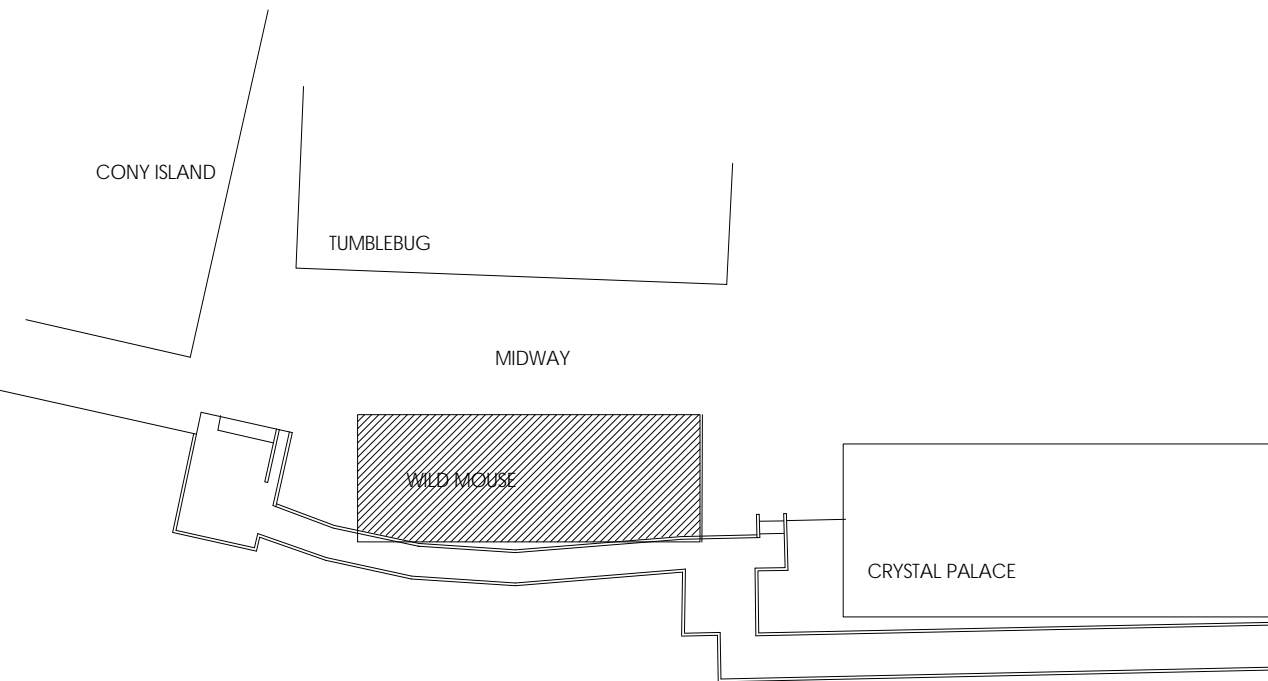 CONY ISLAND
TUMBLEBUG
MIDWAY
WILD MOUSE
CRYSTAL PALACE